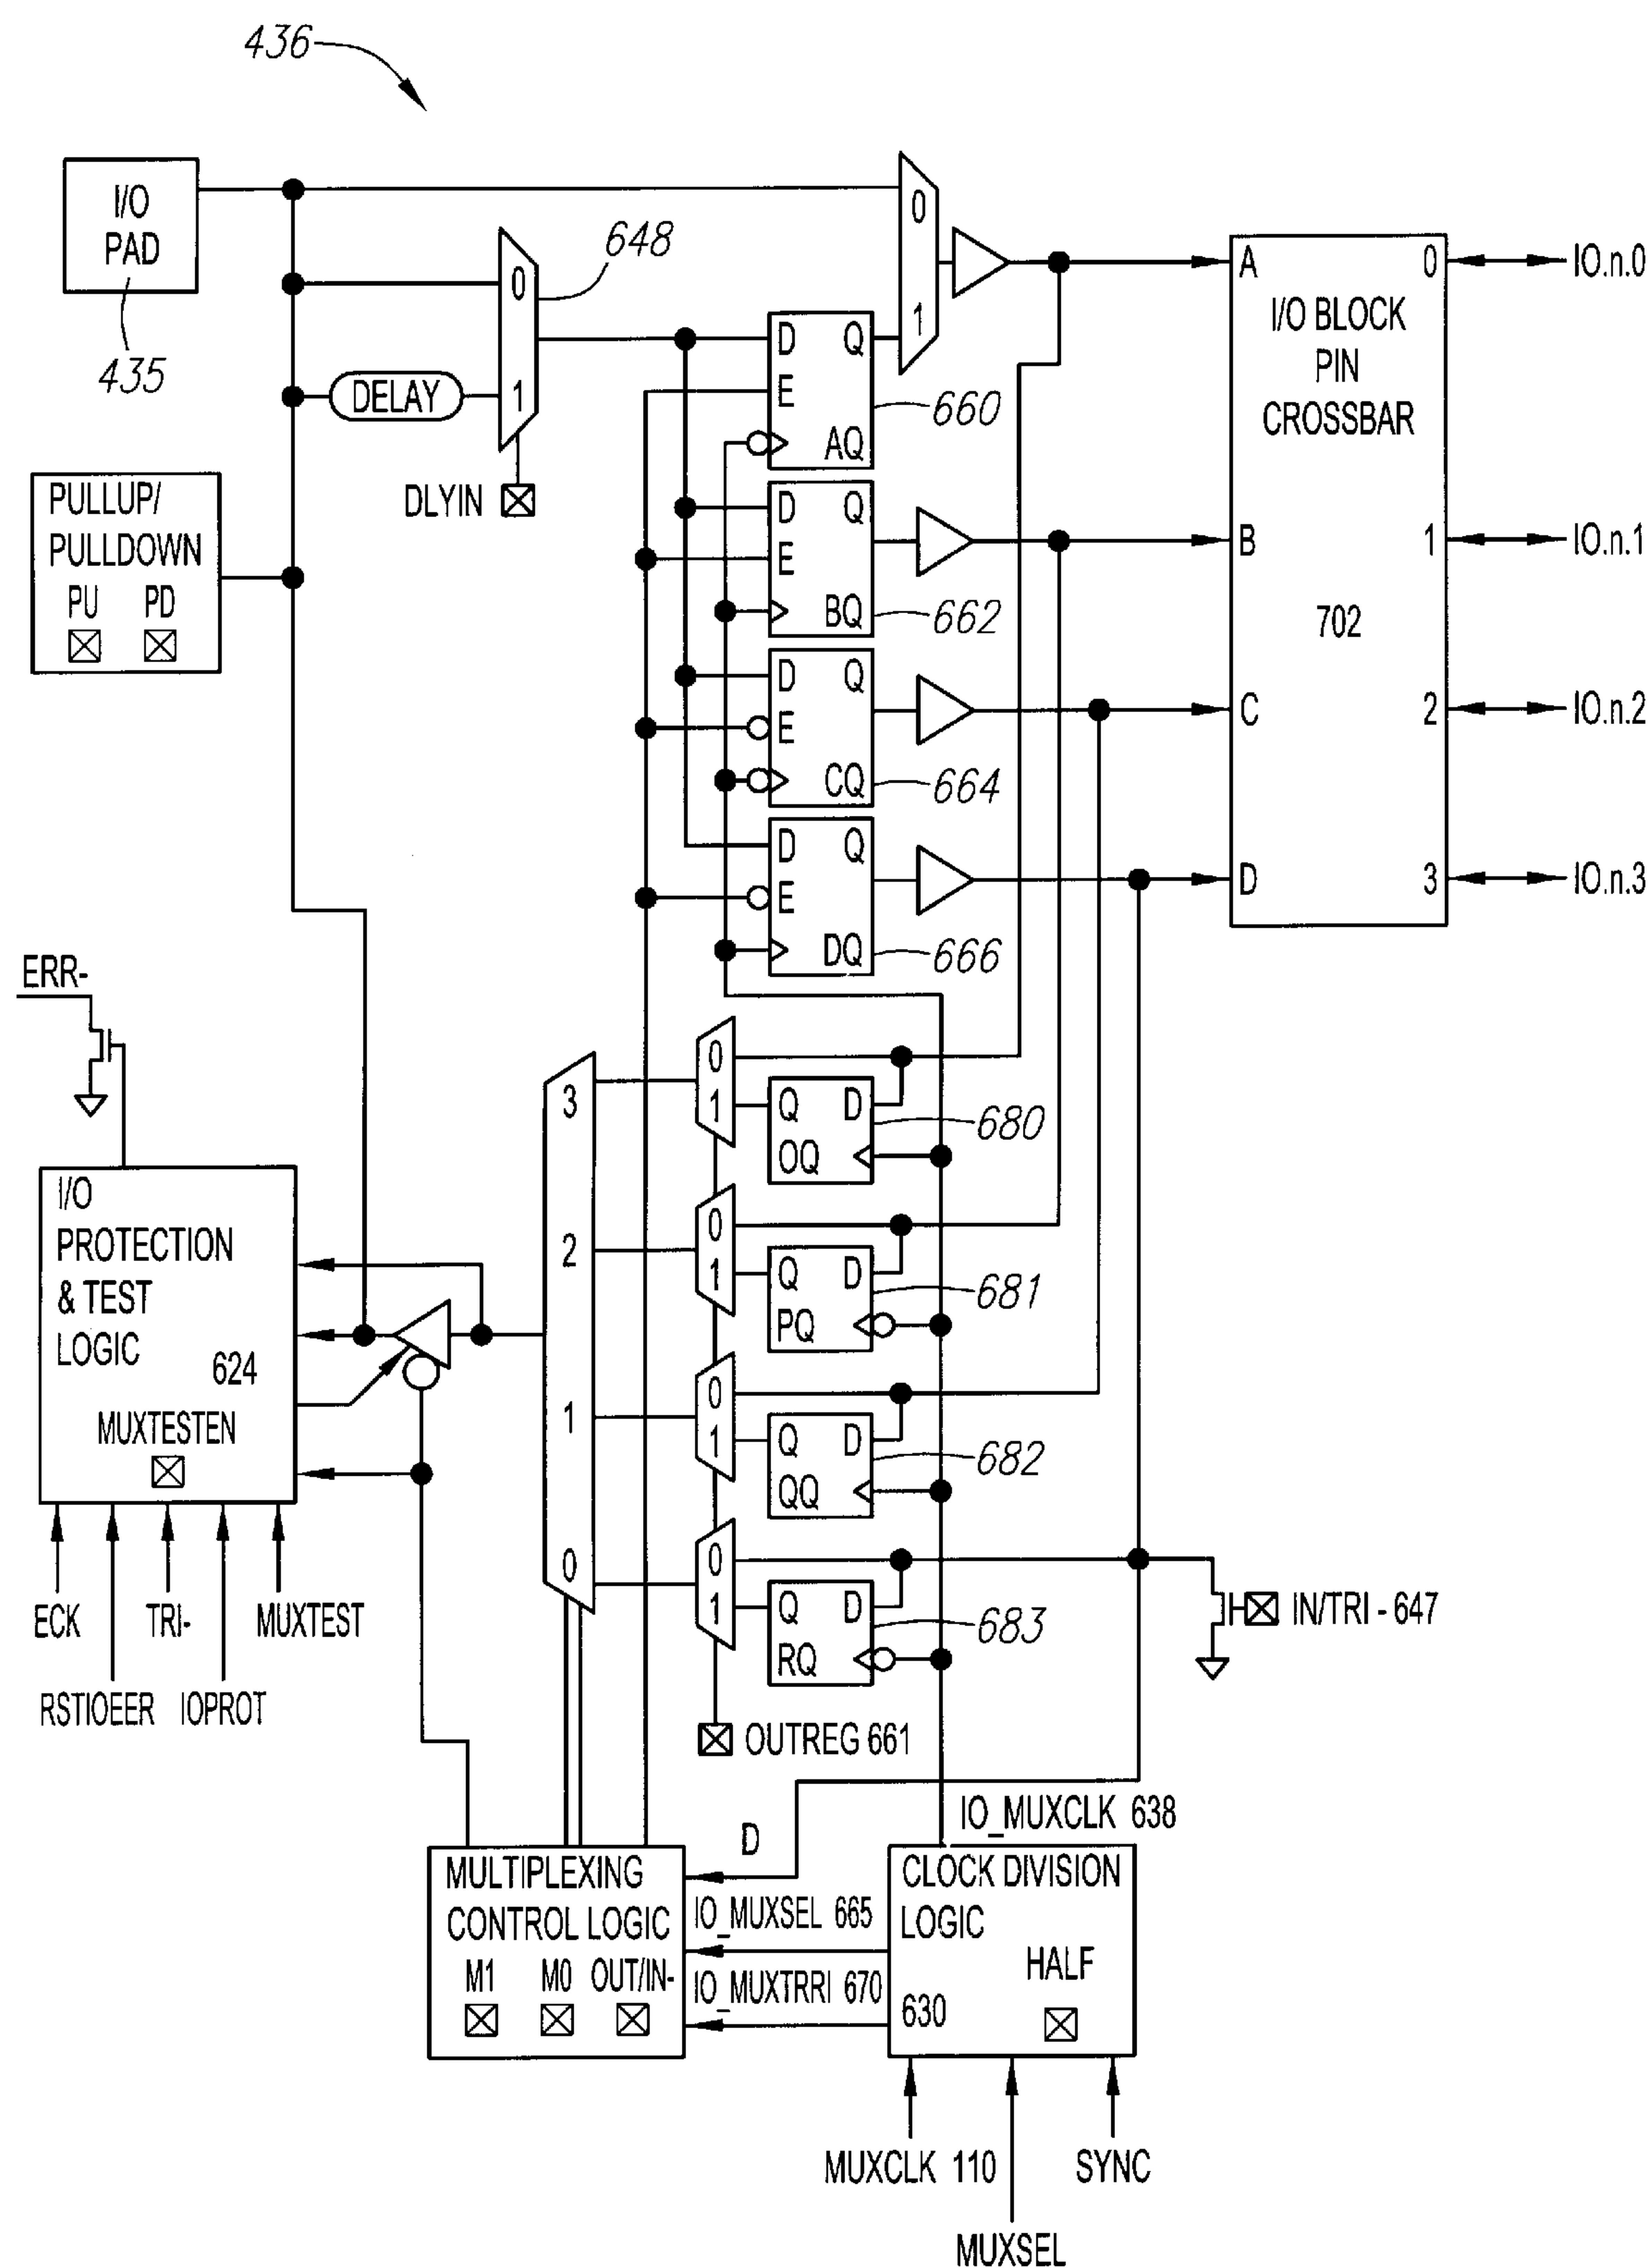 436
I/O
PAD
435
648
0
1
DELAY
DLYIN
PULLUP/
PULLDOWN
PU PD
0
1
D Q
E
AQ
660
D Q
E
BQ
662
D Q
E
CQ
664
D Q
E
DQ
666
A 0
I/O BLOCK
PIN
CROSSBAR
B 1
702
C 2
D 3
IO.n.0
IO.n.1
IO.n.2
IO.n.3
ERR-
I/O
PROTECTION
& TEST
LOGIC
624
MUXTESTEN
ECK
TRI-
MUXTEST
RSTIOEER
IOPROT
3
2
1
0
0
1
Q D
OQ
680
0
1
Q D
PQ
681
0
1
Q D
QQ
682
0
1
Q D
RQ
683
IN/TRI - 647
OUTREG 661
IO_MUXCLK 638
D
MULTIPLEXING
CONTROL LOGIC
M1 M0 OUT/IN-
IO_MUXSEL 665
IO_MUXTRRI 670
CLOCK DIVISION
LOGIC
HALF
630
MUXCLK 110
SYNC
MUXSEL